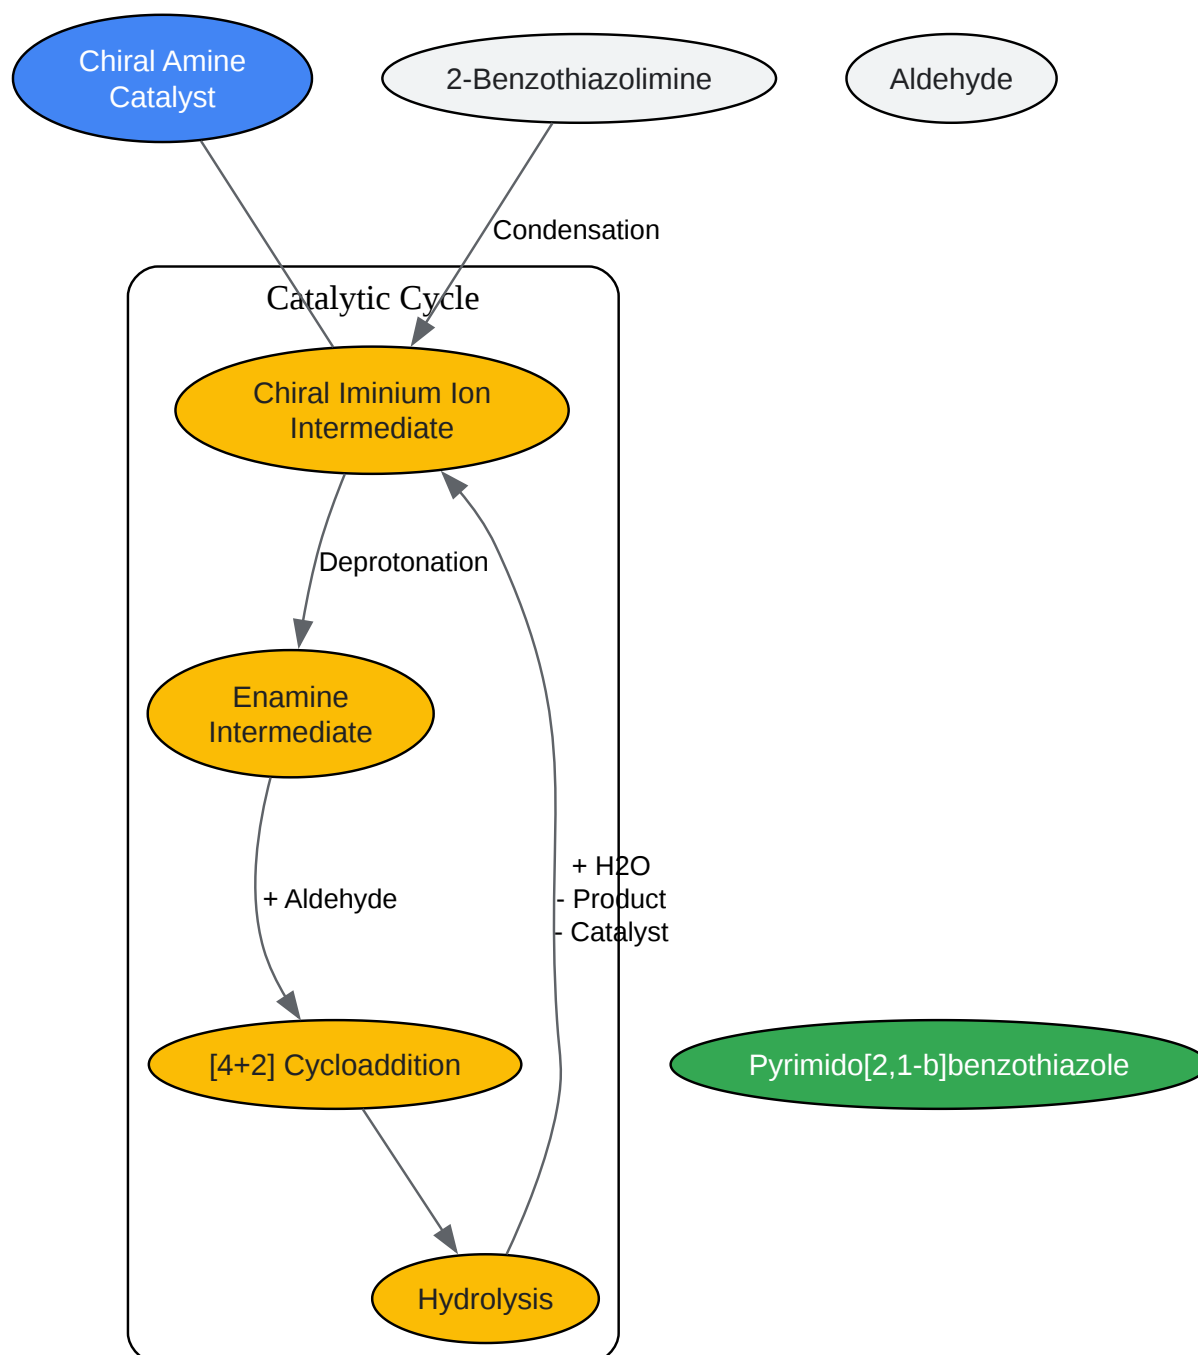 Chiral Amine
Catalyst
2-Benzothiazolimine
Aldehyde
Condensation
Catalytic Cycle
Chiral Iminium Ion
Intermediate
Deprotonation
Enamine
Intermediate
+ Aldehyde
+ H2O
- Product
- Catalyst
[4+2] Cycloaddition
Pyrimido[2,1-b]benzothiazole
Hydrolysis